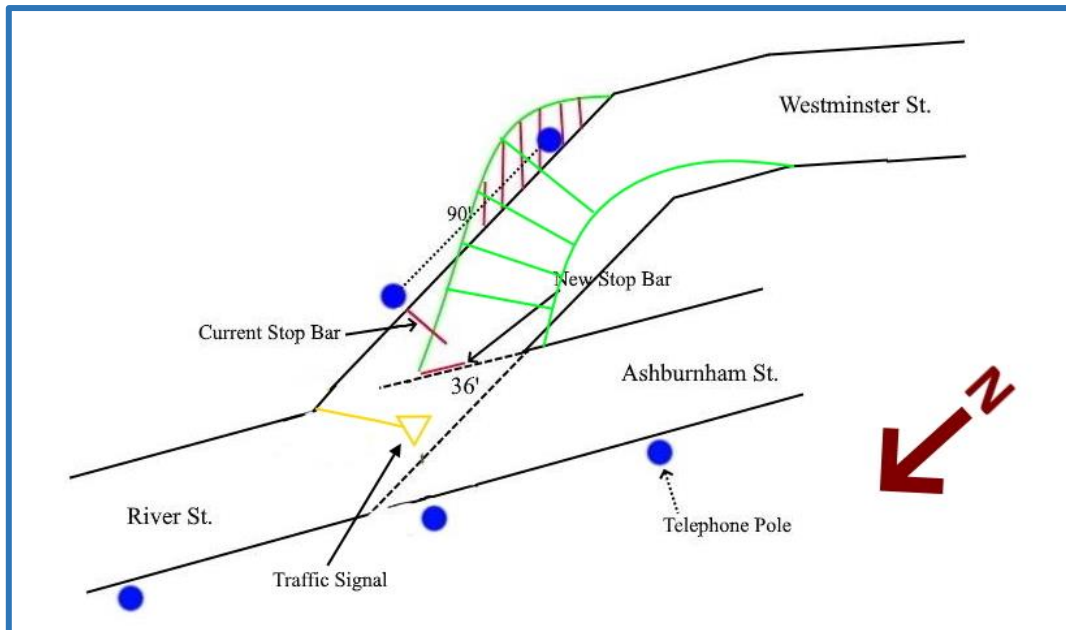 Westminster St.
90'
New Stop Bar
Current Stop Bar
36'
Ashburnham St.
N
River St.
Telephone Pole
Traffic Signal